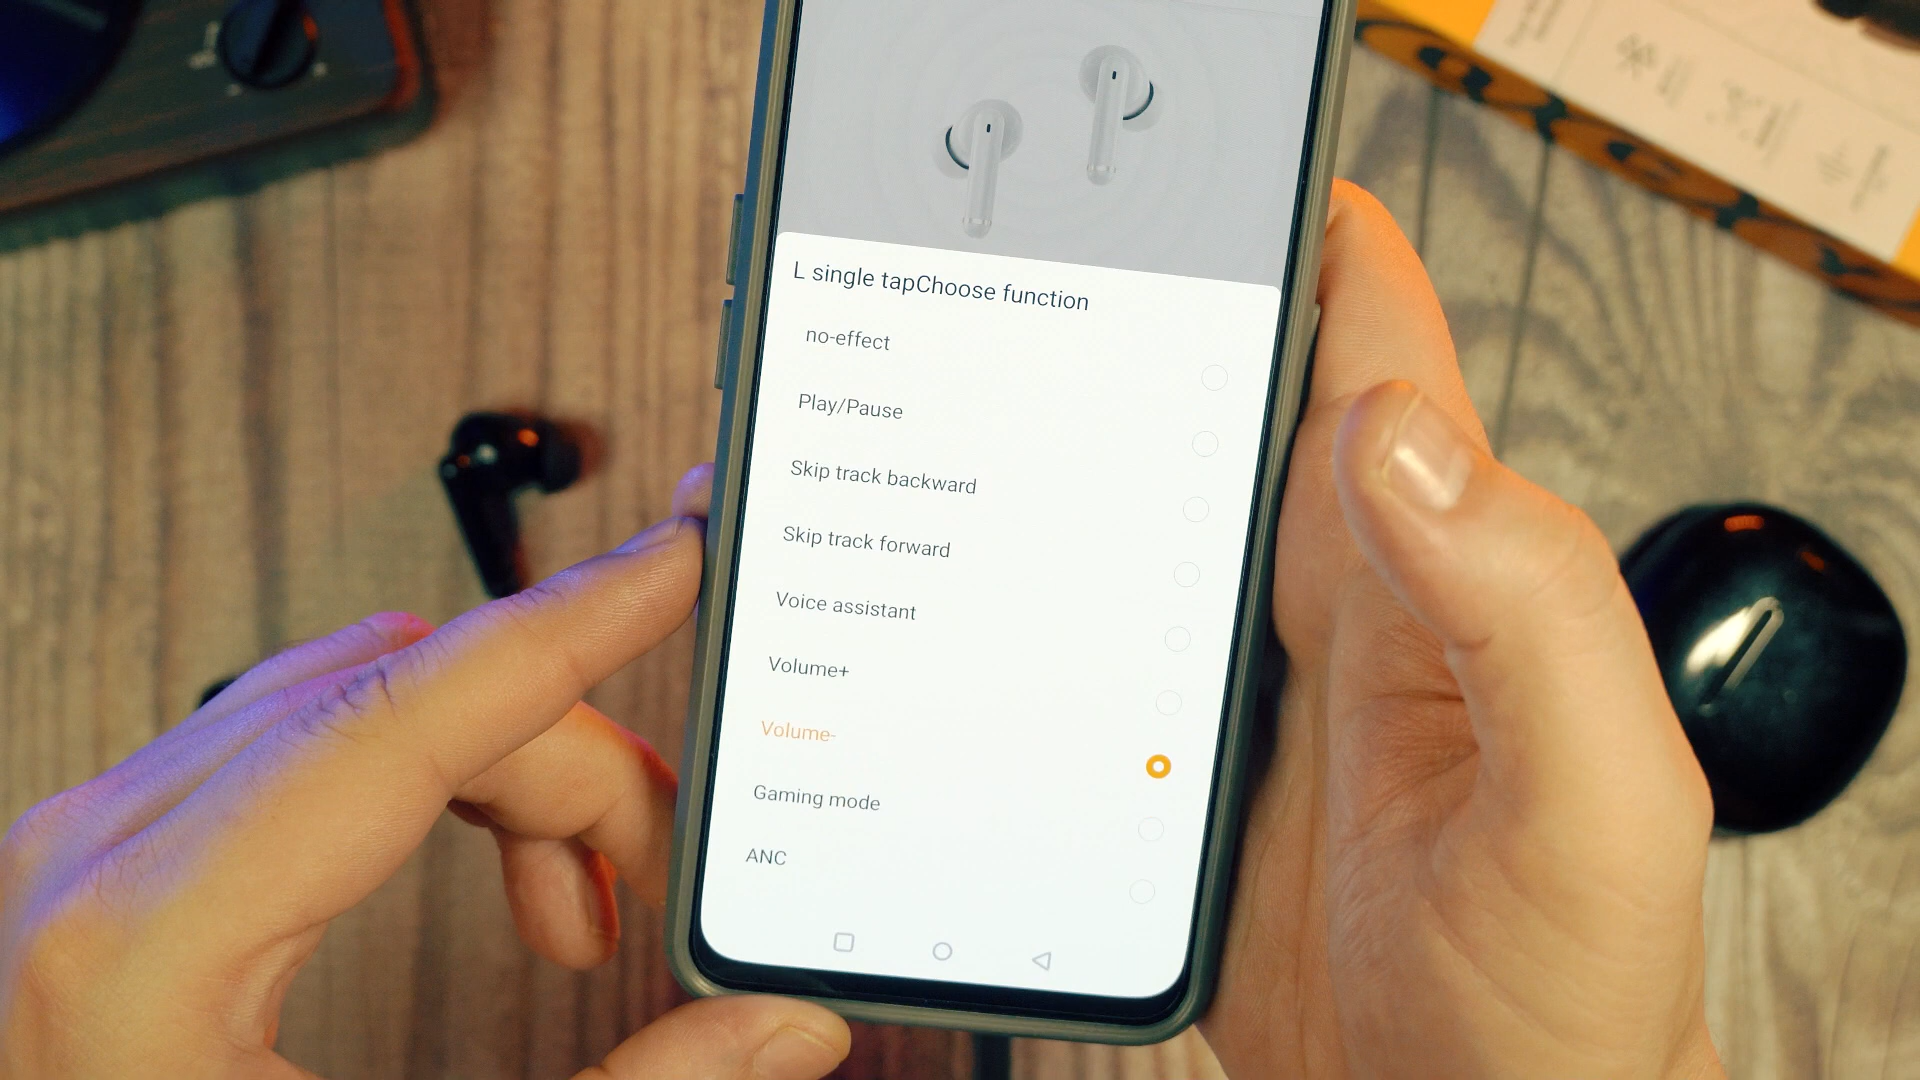 L single tapChoose function
no-effect
Play/Pause
Skip track backward
Skip track forward
Voice assistant
Volume+
Volume-
Gaming mode
ANC